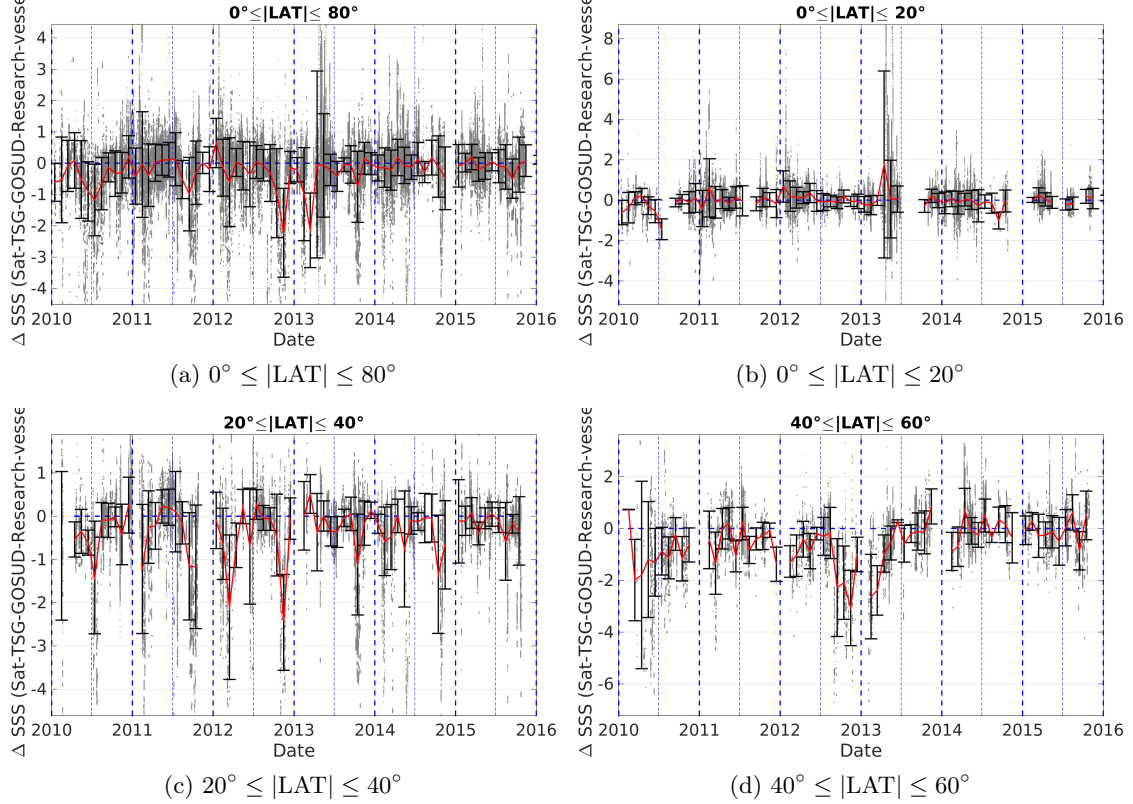 0°≤|LAT|≤ 80°
Δ SSS (Sat-TSG-GOSUD-Research-vesse
4
3
2
1
0
-1
-2
-3
-4
2010 2011 2012 2013 2014 2015 2016
Date
(a) 0° ≤ |LAT| ≤ 80°
0°≤|LAT|≤ 20°
Δ SSS (Sat-TSG-GOSUD-Research-vesse
8
6
4
2
0
-2
-4
2010 2011 2012 2013 2014 2015 2016
Date
(b) 0° ≤ |LAT| ≤ 20°
20°≤|LAT|≤ 40°
Δ SSS (Sat-TSG-GOSUD-Research-vesse
1
0
-1
-2
-3
-4
2010 2011 2012 2013 2014 2015 2016
Date
(c) 20° ≤ |LAT| ≤ 40°
40°≤|LAT|≤ 60°
Δ SSS (Sat-TSG-GOSUD-Research-vesse
2
0
-2
-4
-6
2010 2011 2012 2013 2014 2015 2016
Date
(d) 40° ≤ |LAT| ≤ 60°